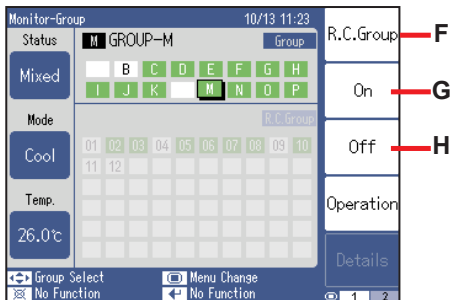 Monitor-Grou 10/13 11:23
Status
M GROUP-M Group
Mixed
B C D E F G H
I J K M N O P
Mode
Cool
R.C.Group
01 02 03 04 05 06 07 08 09 10
11 12
Temp.
26.0℃
Group Select Menu Change
No Function No Function
R.C.Group
On
Off
Operation
Details
1 2
F
G
H